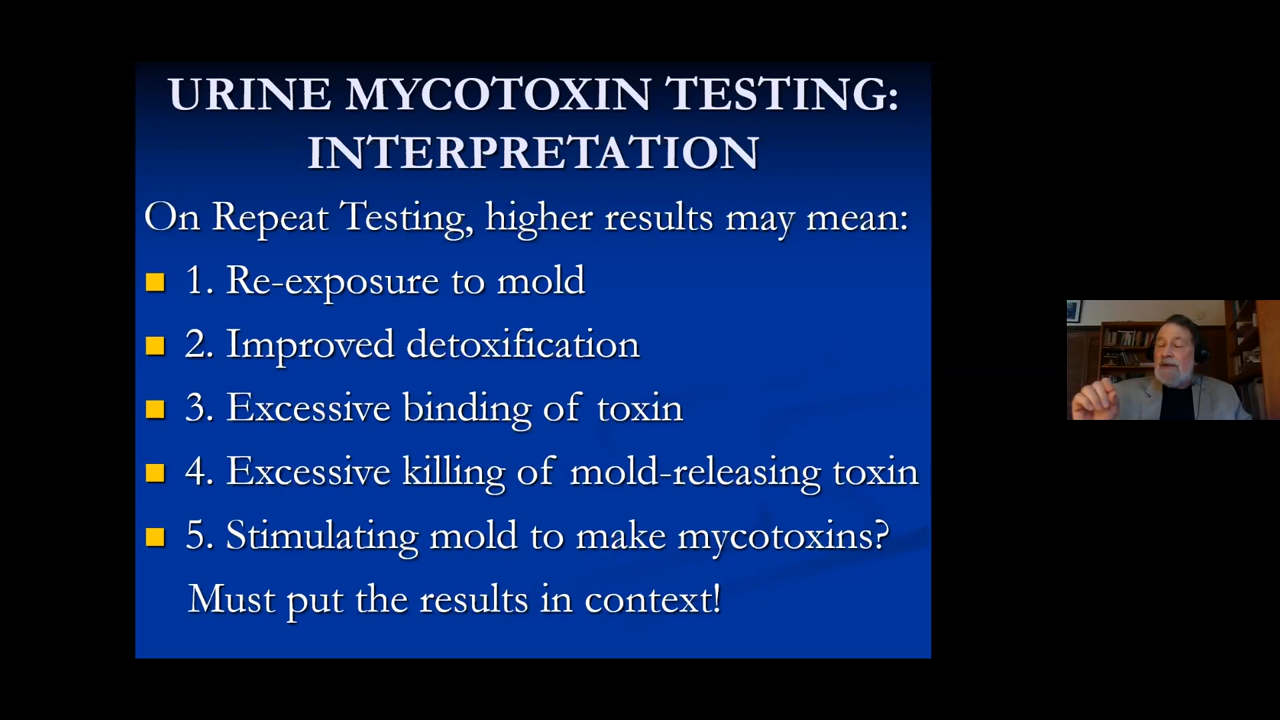 URINE MYCOTOXIN TESTING:
INTERPRETATION
On Repeat Testing, higher results may mean:
1. Re-exposure to mold
2. Improved detoxification
3. Excessive binding of toxin
4. Excessive killing of mold-releasing toxin
5. Stimulating mold to make mycotoxins?
Must put the results in context!